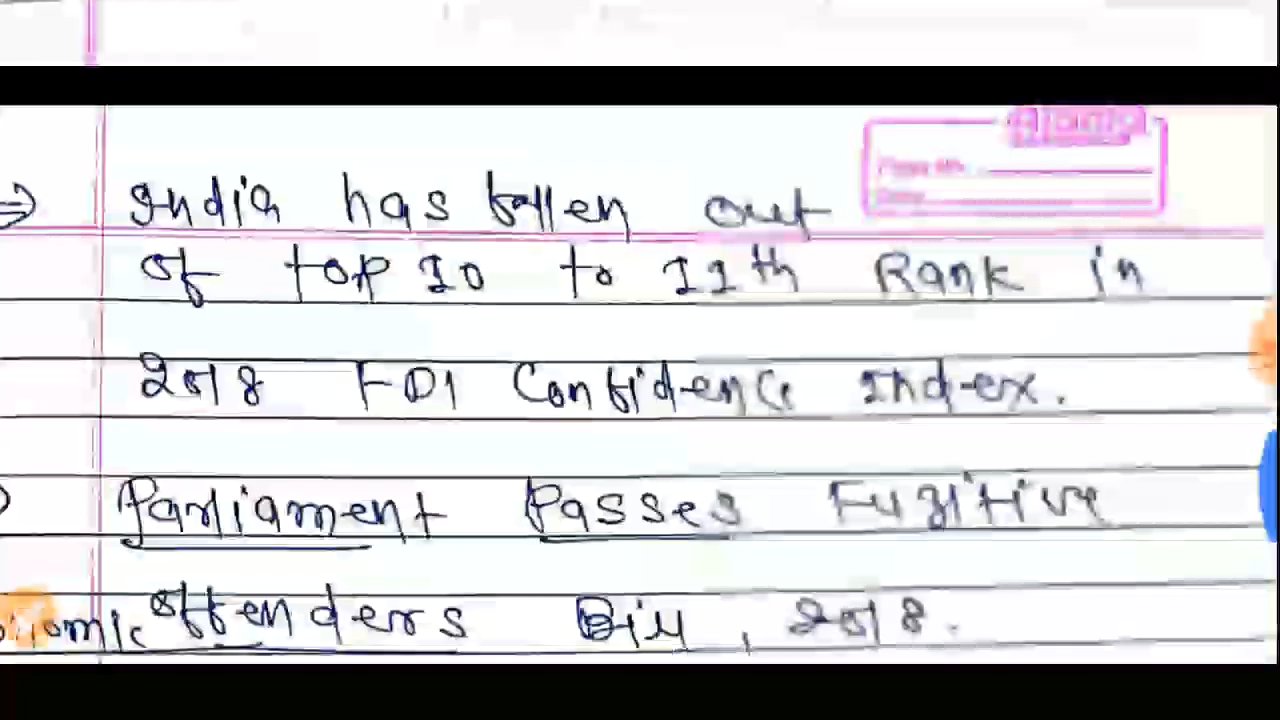 ⇒ India has fallen out
of top 10 to 11th Rank in
2018 FDI Confidence Index.
Parliament Passes Fugitive
offenders Bill, 2018.